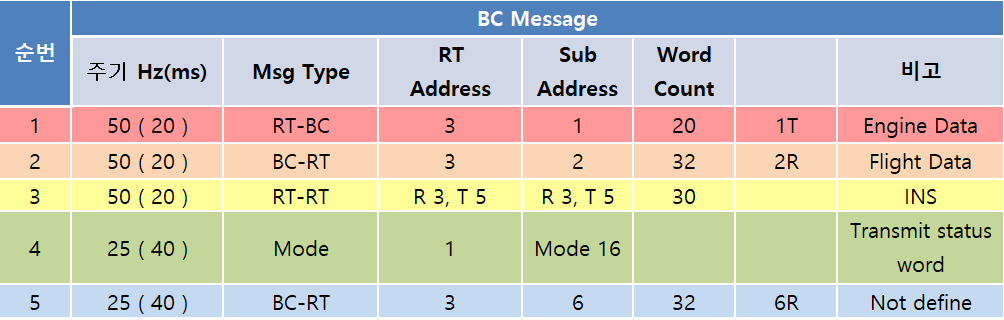 순번
BC Message
주기 Hz(ms)
Msg Type
RT
Address
Sub
Address
Word
Count
비고
1 50 ( 20 ) RT-BC 3 1 20 1T Engine Data
2 50 ( 20 ) BC-RT 3 2 32 2R Flight Data
3 50 ( 20 ) RT-RT R 3, T 5 R 3, T 5 30 INS
4 25 ( 40 ) Mode 1 Mode 16 Transmit status
word
5 25 ( 40 ) BC-RT 3 6 32 6R Not define